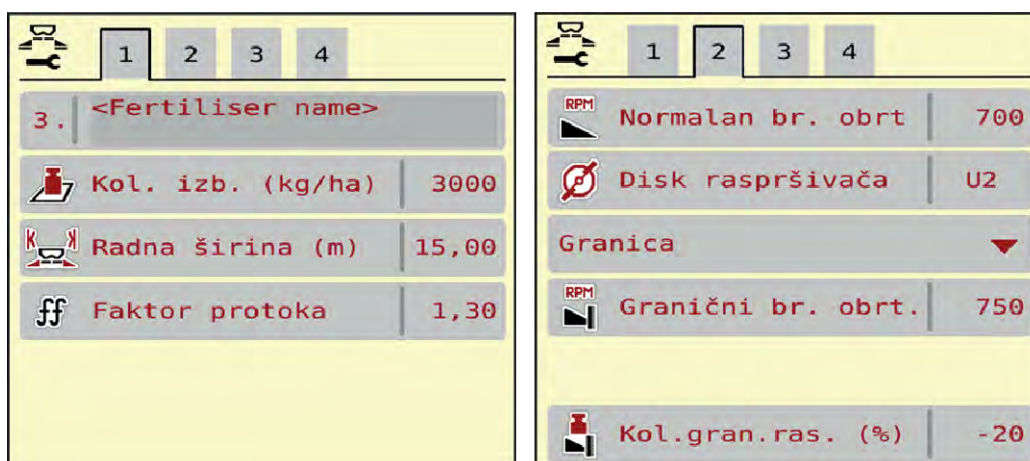 1 2 3 4
3. <Fertiliser name>
Kol. izb. (kg/ha) 3000
K K Radna širina (m) 15,00
ff Faktor protoka 1,30
1 2 3 4
RPM Normalan br. obrt 700
Disk raspršivača U2
Granica
RPM Granični br. obrt. 750
Kol.gran.ras. (%) -20